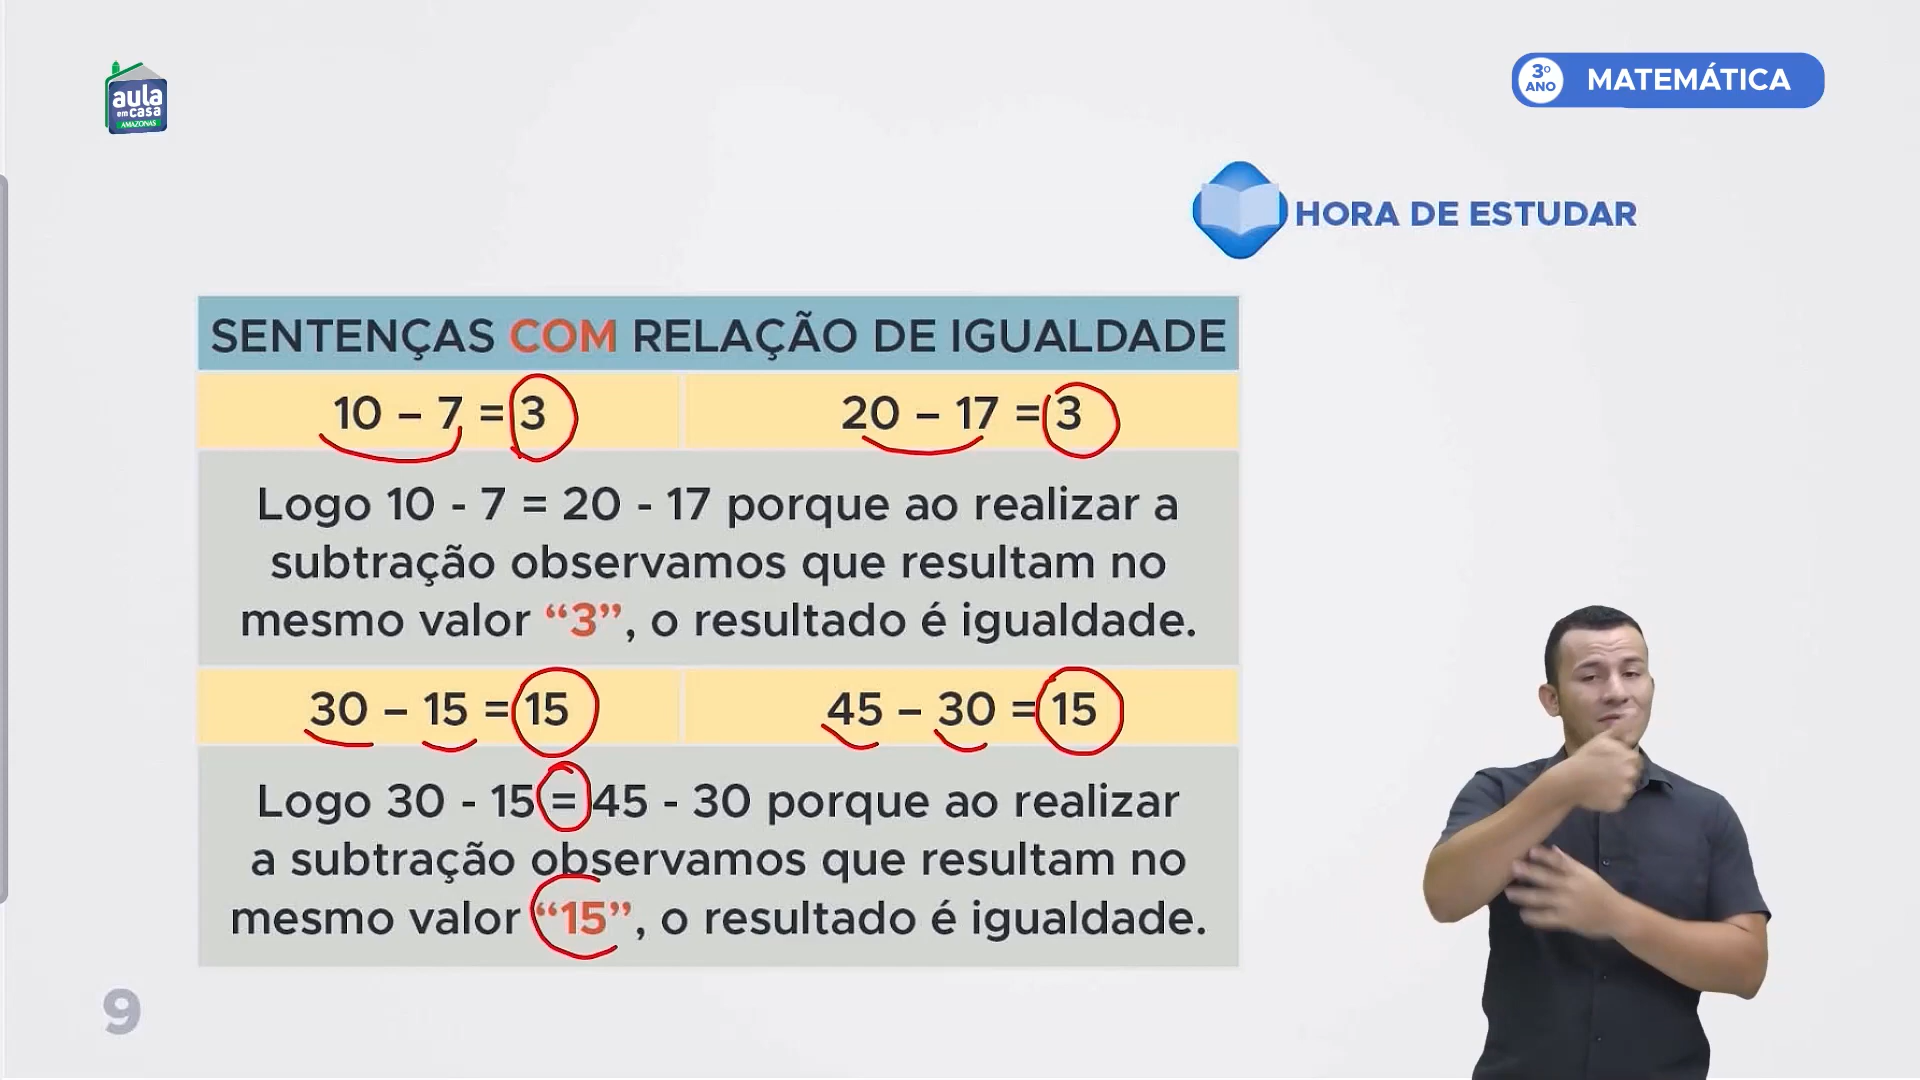 aula
em casa
AMAZONAS
3º
ANO
MATEMÁTICA
HORA DE ESTUDAR
SENTENÇAS COM RELAÇÃO DE IGUALDADE
10 – 7 = 3
20 – 17 = 3
Logo 10 - 7 = 20 - 17 porque ao realizar a
subtração observamos que resultam no
mesmo valor “3”, o resultado é igualdade.
30 – 15 = 15
45 – 30 = 15
Logo 30 - 15 = 45 - 30 porque ao realizar
a subtração observamos que resultam no
mesmo valor “15”, o resultado é igualdade.
9